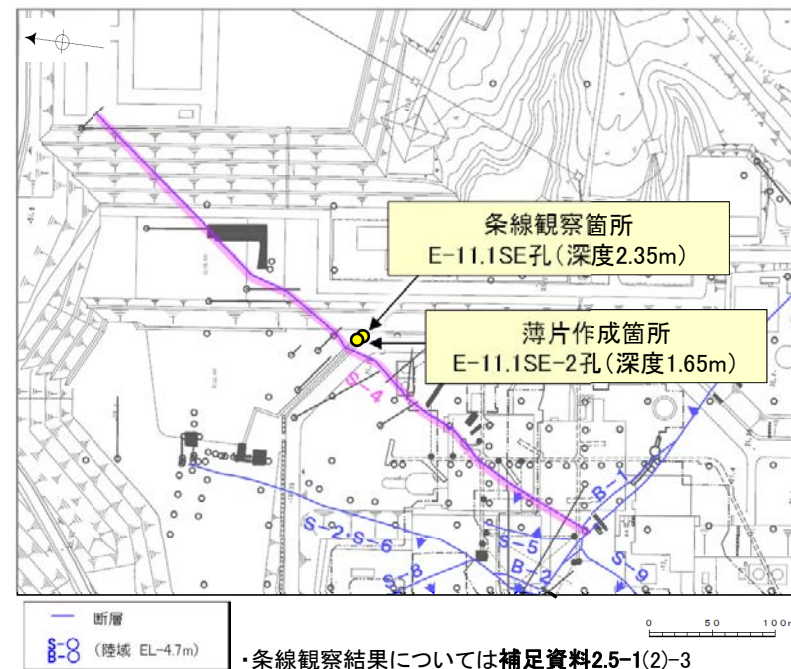 条線観察箇所
E-11.1SE孔(深度2.35m)
薄片作成箇所
E-11.1SE-2孔(深度1.65m)
S-4
B-1
S-2・S-6
S-5
B-2
S-8
S-9
断層
S-○
B-○
(陸域 EL-4.7m)
0 50 100m
・条線観察結果については補足資料2.5-1(2)-3